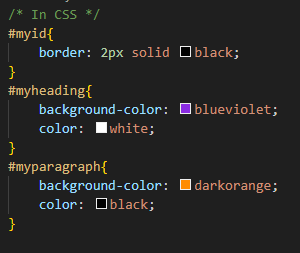 /* In CSS */
#myid{
    border: 2px solid black;
}
#myheading{
    background-color: blueviolet;
    color: white;
}
#myparagraph{
    background-color: darkorange;
    color: black;
}